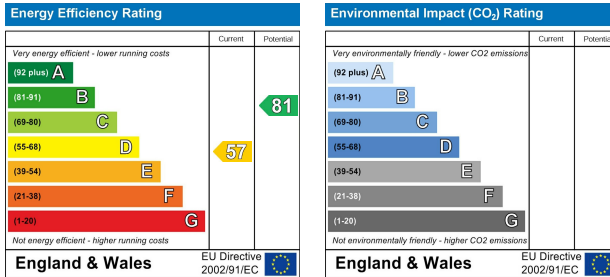 Energy Efficiency Rating
Current Potential
Very energy efficient - lower running costs
(92 plus) A
(81-91) B
81
(69-80) C
(55-68) D
57
(39-54) E
(21-38) F
(1-20) G
Not energy efficient - higher running costs
England & Wales
EU Directive
2002/91/EC
Environmental Impact (CO₂) Rating
Current Potential
Very environmentally friendly - lower CO2 emissions
(92 plus) A
(81-91) B
(69-80) C
(55-68) D
(39-54) E
(21-38) F
(1-20) G
Not environmentally friendly - higher CO2 emissions
England & Wales
EU Directive
2002/91/EC